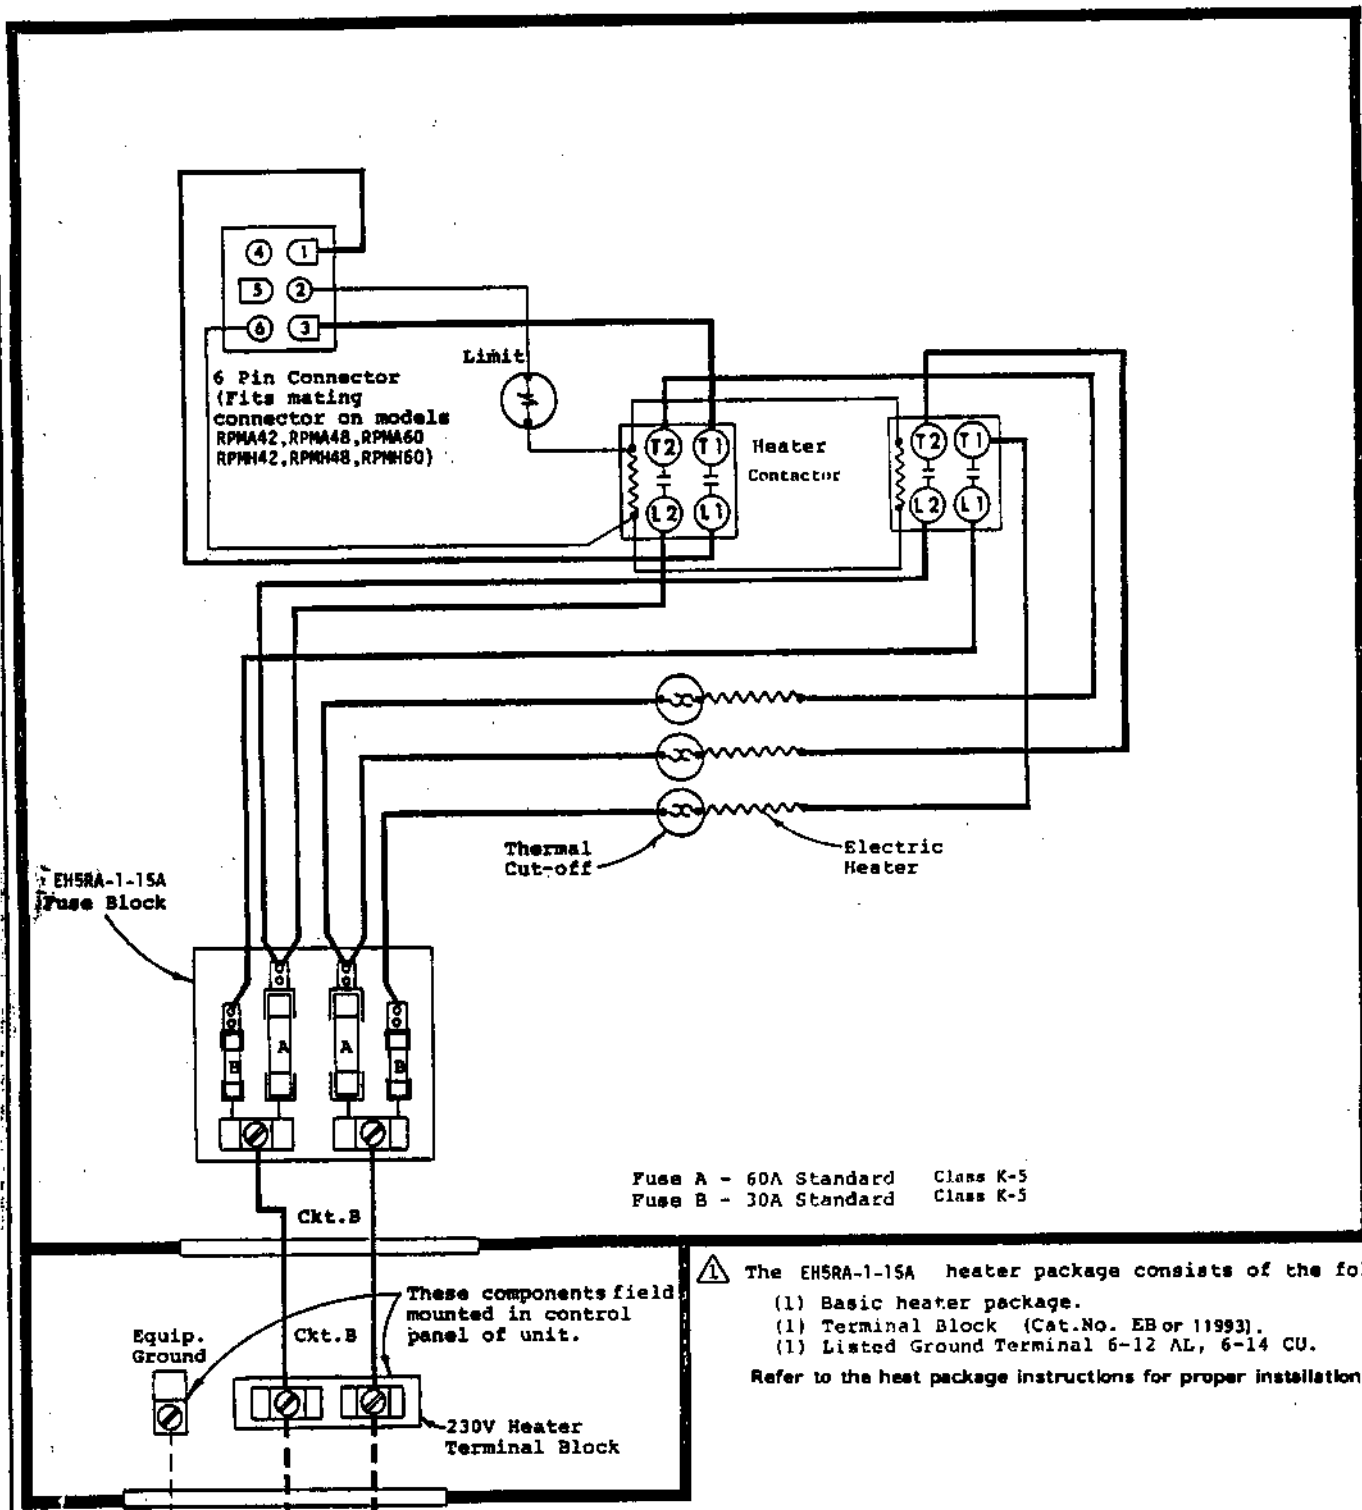 4 1
5 2
6 3
6 Pin Connector
(Fits mating
connector on models
RPMA42,RPMA48,RPMA60
RPMH42,RPMH48,RPMH60)
Limit
T2 T1
L2 L1
Heater
Contactor
T2 T1
L2 L1
Thermal
Cut-off
Electric
Heater
EH5RA-1-15A
Fuse Block
B A A B
Fuse A - 60A Standard Class K-5
Fuse B - 30A Standard Class K-5
Ckt.B
1 The EH5RA-1-15A heater package consists of the fo
(1) Basic heater package.
(1) Terminal Block (Cat.No. EB or 11993).
(1) Listed Ground Terminal 6-12 AL, 6-14 CU.
Refer to the heat package instructions for proper installation
These components field
mounted in control
panel of unit.
Ckt.B
Equip.
Ground
230V Heater
Terminal Block